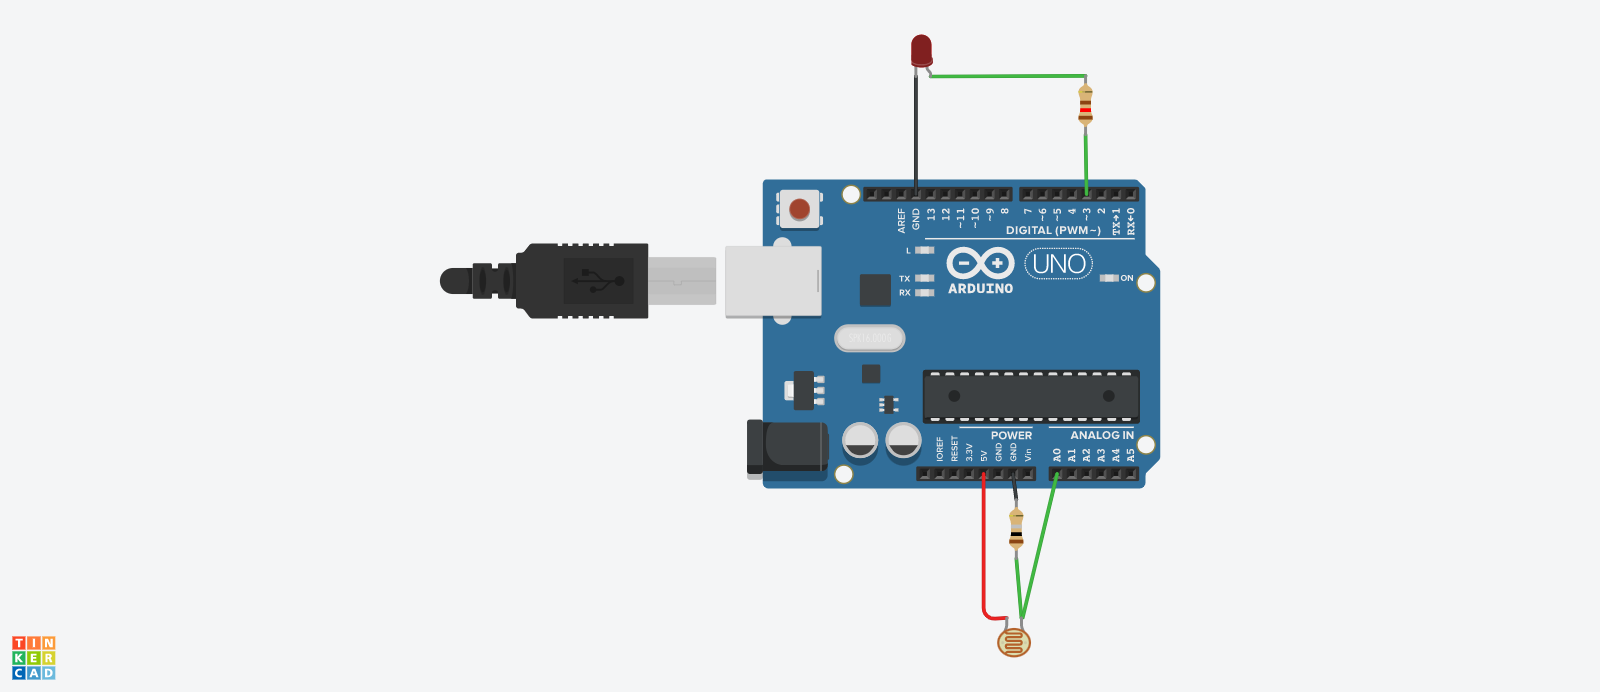 AREF
GND
13
12
~11
~10
~9
8
7
~6
~5
4
~3
2
TX→1
RX←0
DIGITAL (PWM~)
L
TX
RX
UNO
ARDUINO
ON
POWER
ANALOG IN
IOREF
RESET
3.3V
5V
GND
GND
Vin
A0
A1
A2
A3
A4
A5
TIN
KER
CAD